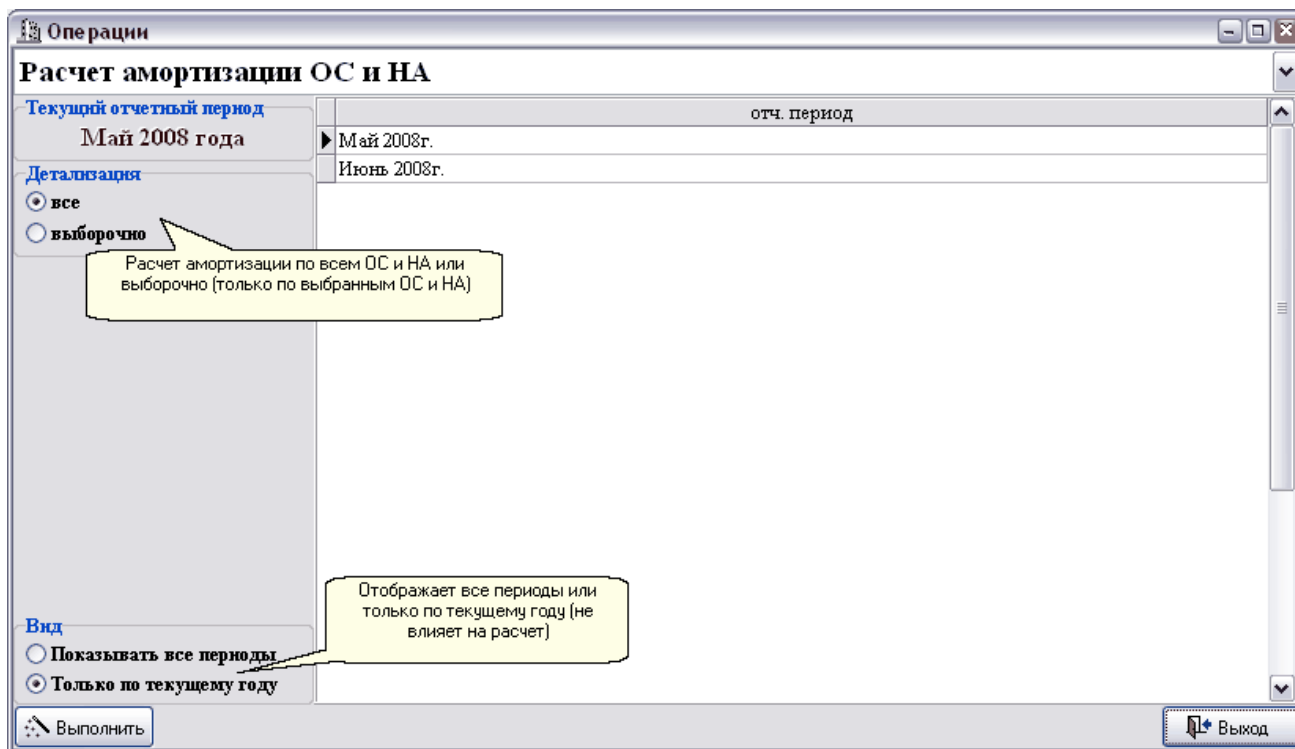 Операции
Расчет амортизации ОС и НА
Текущий отчетный период
Май 2008 года
отч. период
Май 2008г.
Июнь 2008г.
Детализация
все
выборочно
Расчет амортизации по всем ОС и НА или
выборочно (только по выбранным ОС и НА)
Отображает все периоды или
только по текущему году (не
влияет на расчет)
Вид
Показывать все периоды
Только по текущему году
Выполнить
Выход